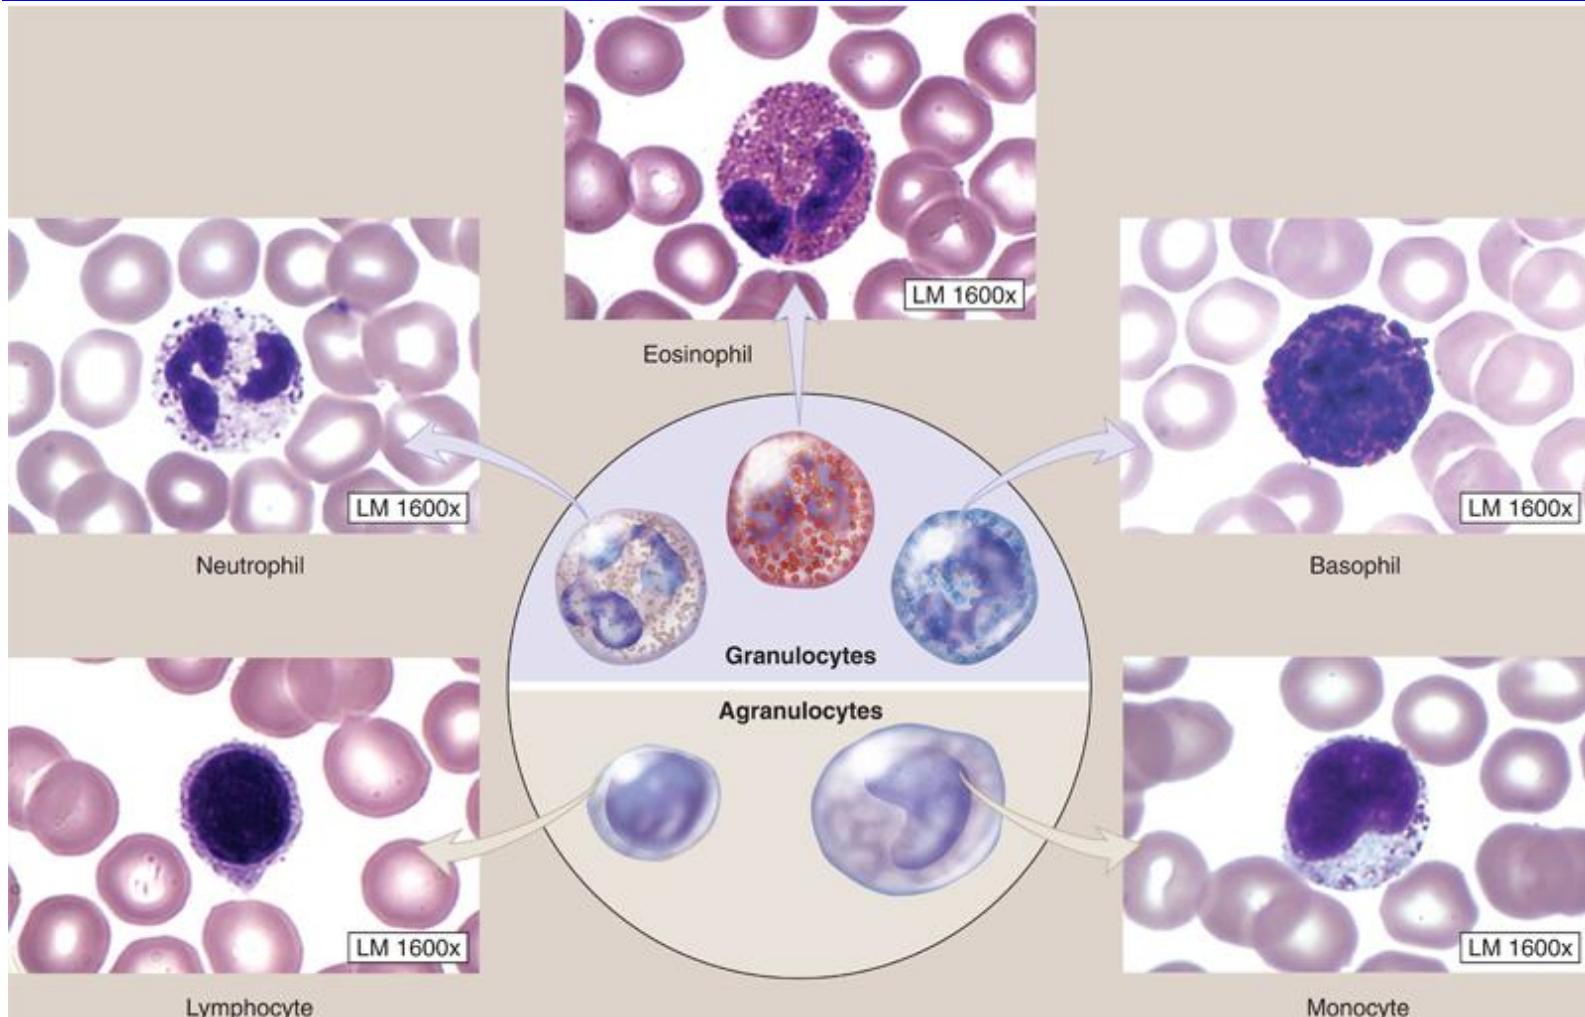 LM 1600x
Eosinophil
LM 1600x
Neutrophil
LM 1600x
Basophil
Granulocytes
Agranulocytes
LM 1600x
Lymphocyte
LM 1600x
Monocyte